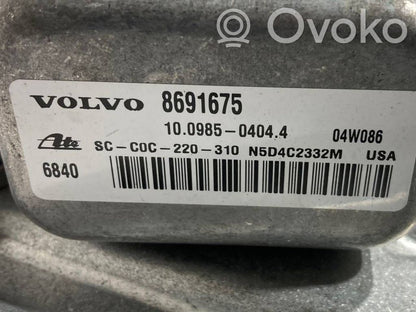 Ovoko
VOLVO 8691675
10.0985-0404.4 04W086
Ate SC-C0C-220-310 N5D4C2332M USA
6840